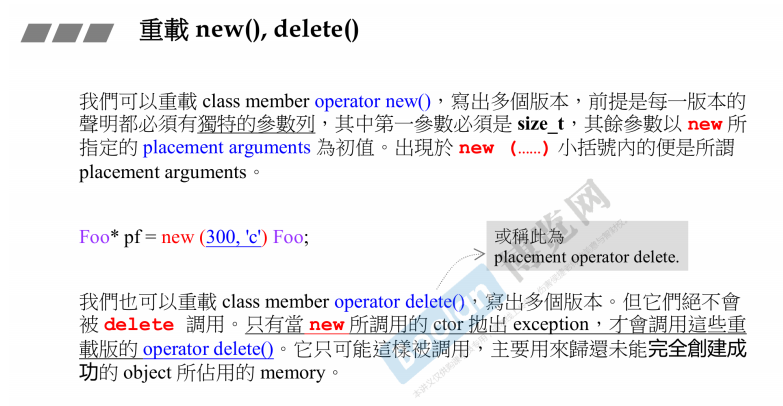 重載 new(), delete()
我們可以重載 class member operator new()，寫出多個版本，前提是每一版本的
聲明都必須有獨特的參數列，其中第一參數必須是 size_t，其餘參數以 new 所
指定的 placement arguments 為初值。出現於 new (……) 小括號內的便是所謂
placement arguments。
Foo* pf = new (300, 'c') Foo;
或稱此為
placement operator delete.
我們也可以重載 class member operator delete()，寫出多個版本。但它們絕不會
被 delete 調用。只有當 new 所調用的 ctor 拋出 exception，才會調用這些重
載版的 operator delete()。它只可能這樣被調用，主要用來歸還未能完全創建成
功的 object 所佔用的 memory。
博览网